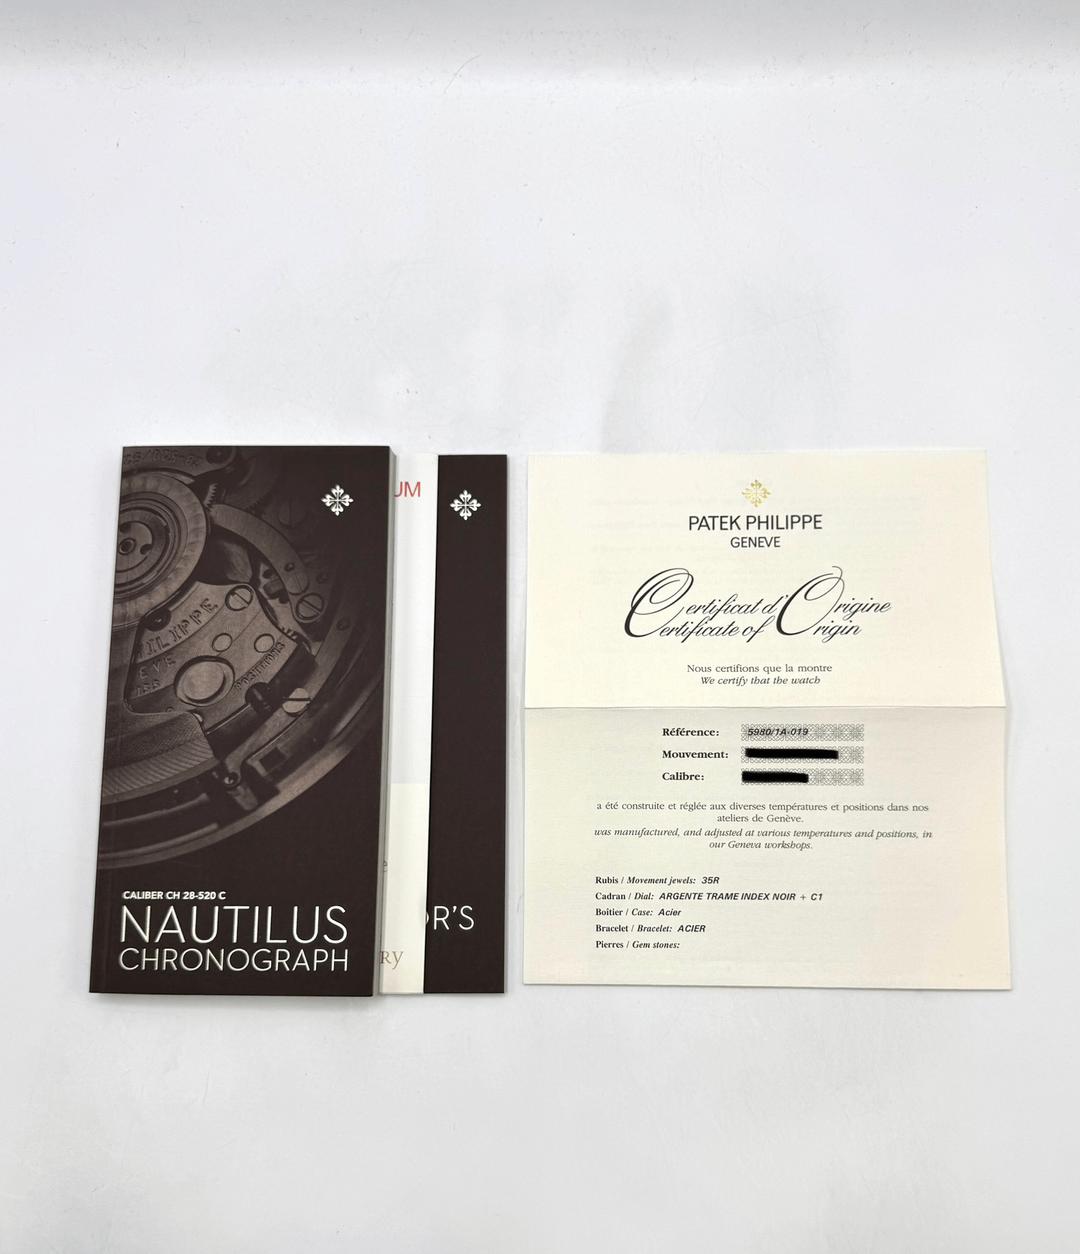 CALIBER CH 28-520 C
NAUTILUS
CHRONOGRAPH
PATEK PHILIPPE
GENEVE
Certificat d'Origine
Certificate of Origin
Nous certifions que la montre
We certify that the watch
Référence: 5980/1A-019
Mouvement:
Calibre:
a été construite et réglée aux diverses températures et positions dans nos
ateliers de Genève.
was manufactured, and adjusted at various temperatures and positions, in
our Geneva workshops.
Rubis / Movement jewels: 35R
Cadran / Dial: ARGENTE TRAME INDEX NOIR + C1
Boitier / Case: Acier
Bracelet / Bracelet: ACIER
Pierres / Gem stones: